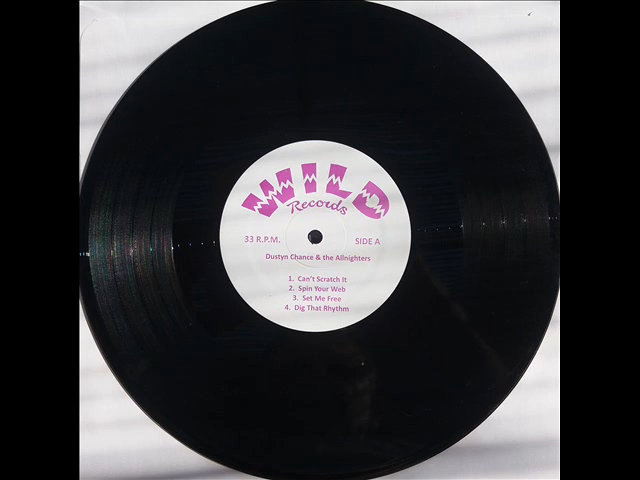 WILD
Records
33 R.P.M. SIDE A
Dustyn Chance & the Allnighters
1. Can't Scratch It
2. Spin Your Web
3. Set Me Free
4. Dig That Rhythm